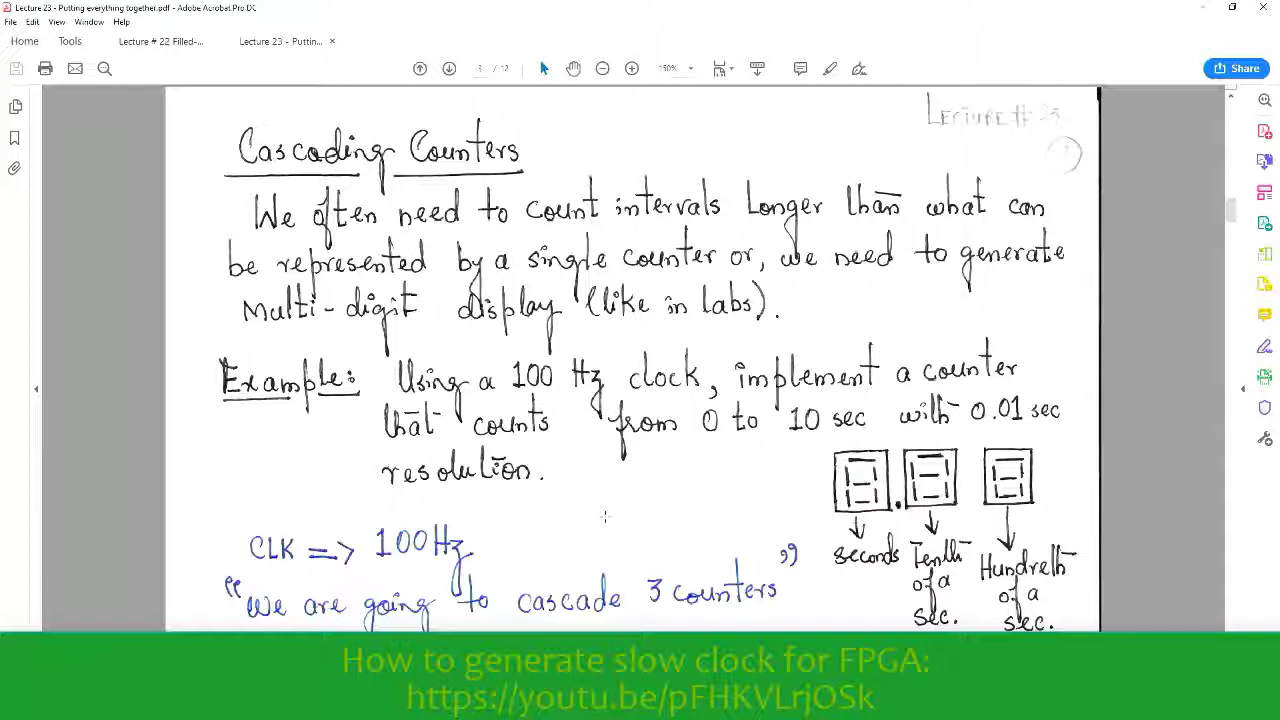 Lecture 23 - Putting everything together.pdf - Adobe Acrobat Pro DC
File Edit View Window Help
Home Tools Lecture # 22 Filled-... Lecture 23 - Puttin... ×
3 / 12 150% Share
LECTURE # 23
Cascading Counters
We often need to count intervals Longer than what can
be represented by a single counter or, we need to generate
Multi-digit display (like in labs).
Example: Using a 100 Hz clock, implement a counter
that counts from 0 to 10 sec with 0.01 sec
resolution.
CLK => 100Hz
"We are going to cascade 3 counters"
seconds
Tenth
of a
sec.
Hundreth
of a
sec.
How to generate slow clock for FPGA:
https://youtu.be/pFHKVLrjOSk